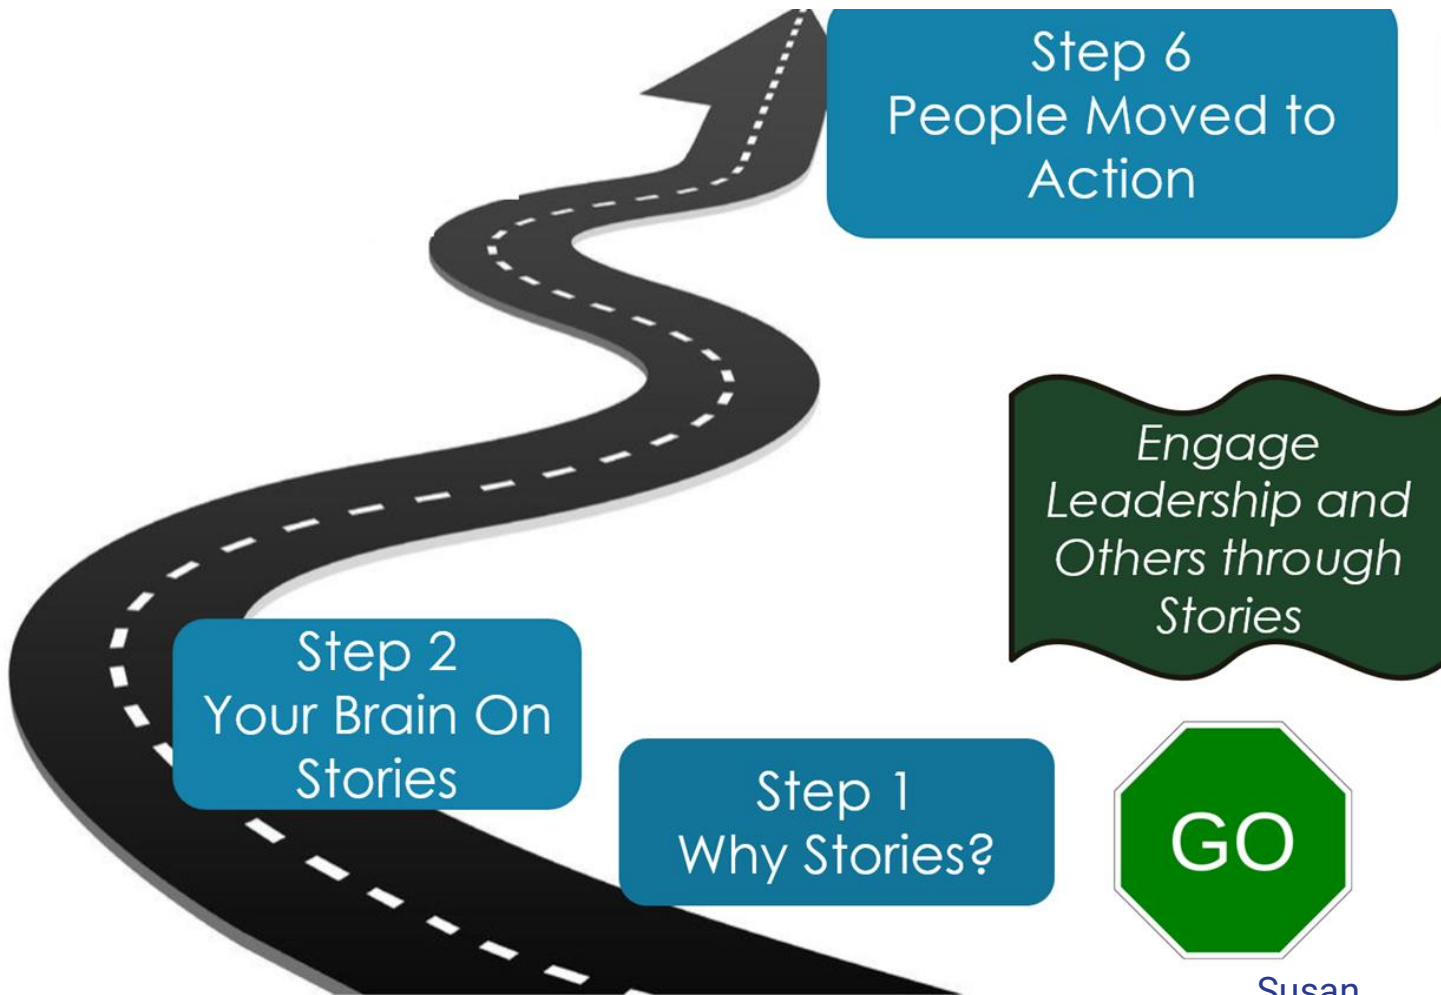 Step 6
People Moved to
Action
Engage
Leadership and
Others through
Stories
Step 2
Your Brain On
Stories
Step 1
Why Stories?
GO
Susan